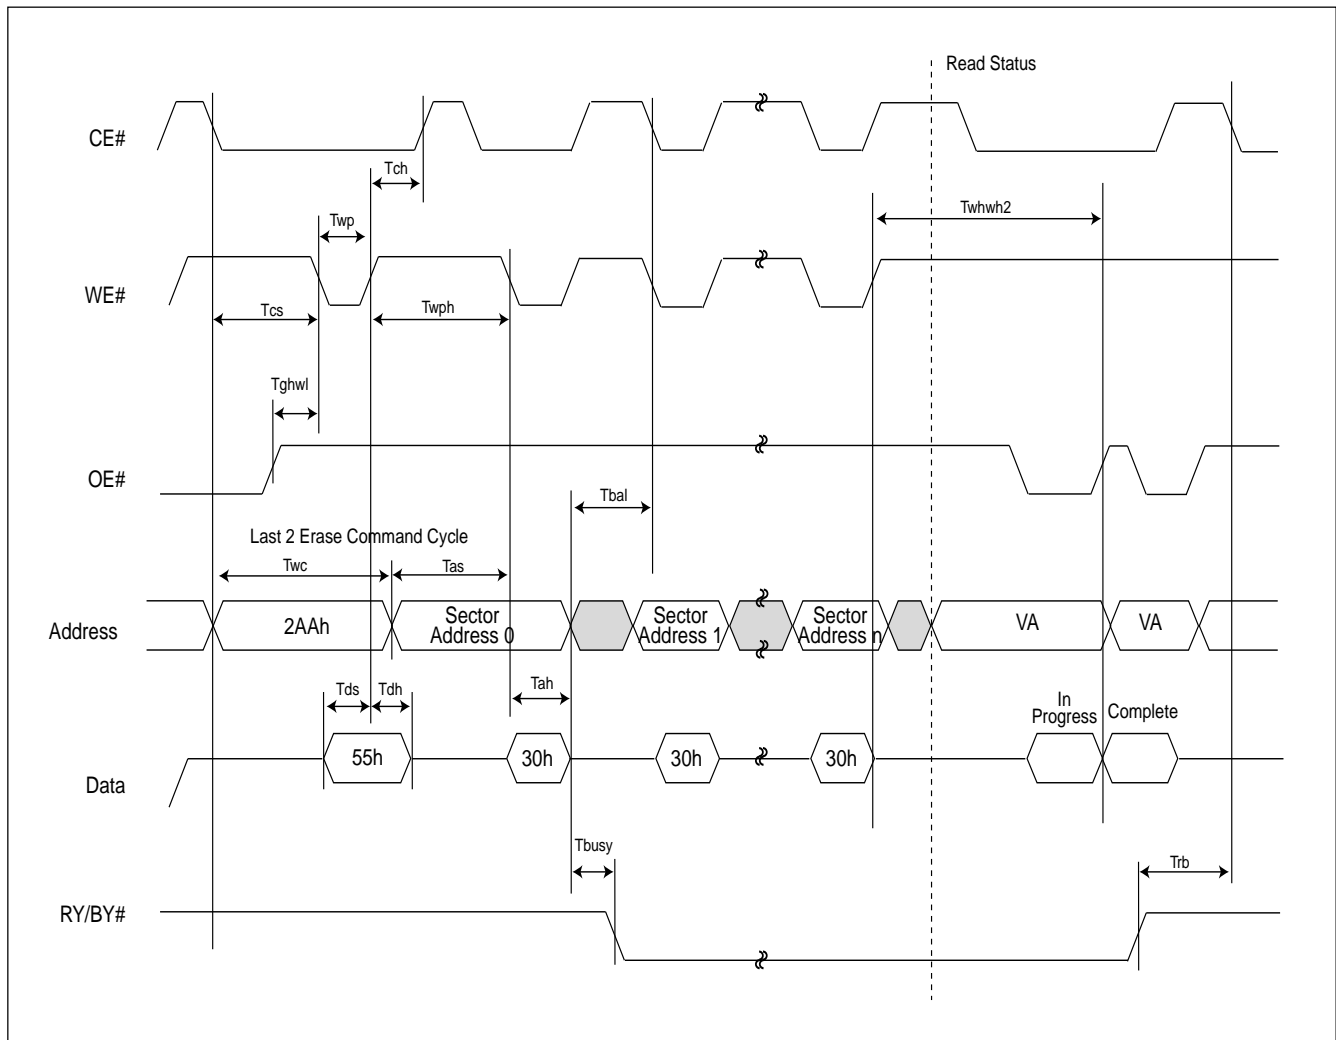 Read Status
CE#
Tch
Twhwh2
Twp
WE#
Tcs
Twph
Tghwl
OE#
Tbal
Last 2 Erase Command Cycle
Twc
Tas
Address
2AAh
Sector
Address 0
Sector
Address 1
Sector
Address n
VA
VA
Tds
Tdh
Tah
In
Progress
Complete
Data
55h
30h
30h
30h
Tbusy
Trb
RY/BY#